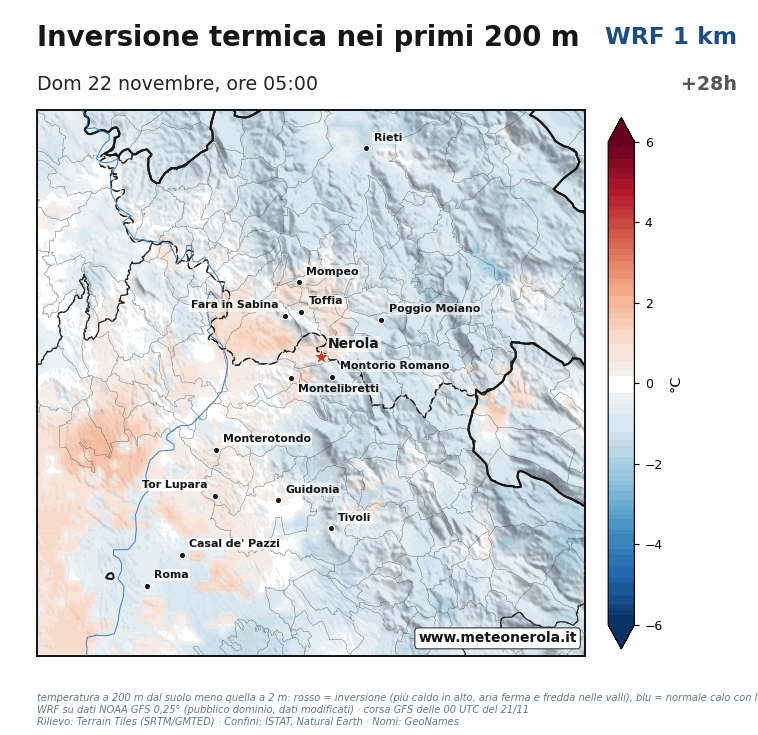 Inversione termica nei primi 200 m
WRF 1 km
Dom 22 novembre, ore 05:00
+28h
Rieti
Mompeo
Fara in Sabina
Toffia
Poggio Moiano
Nerola
Montorio Romano
Montelibretti
Monterotondo
Tor Lupara
Guidonia
Tivoli
Casal de' Pazzi
Roma
www.meteonerola.it
6
4
2
0
−2
−4
−6
°C
temperatura a 200 m dal suolo meno quella a 2 m: rosso = inversione (più caldo in alto, aria ferma e fredda nelle valli), blu = normale calo con
WRF su dati NOAA GFS 0,25° (pubblico dominio, dati modificati) · corsa GFS delle 00 UTC del 21/11
Rilievo: Terrain Tiles (SRTM/GMTED) · Confini: ISTAT, Natural Earth · Nomi: GeoNames